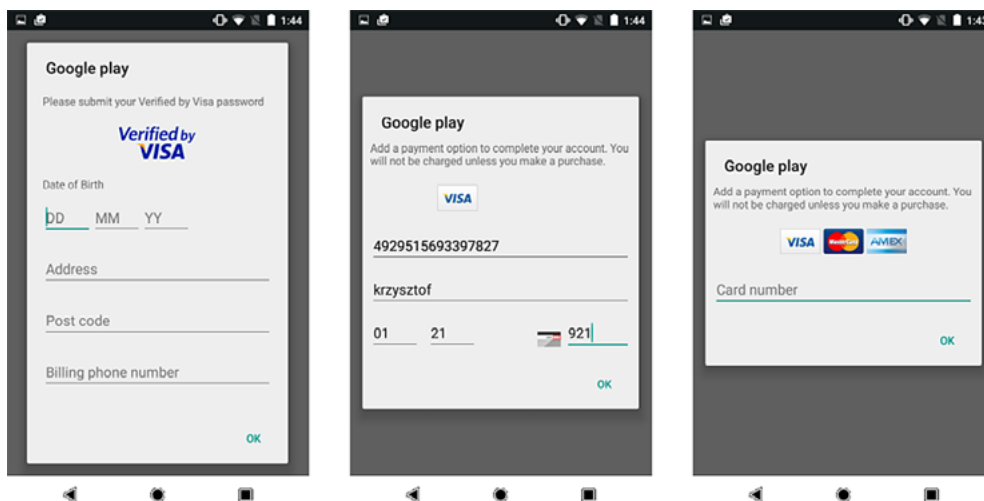 1:44
Google play
Please submit your Verified by Visa password
Verified by
VISA
Date of Birth
DD MM YY
Address
Post code
Billing phone number
OK
1:44
Google play
Add a payment option to complete your account. You
will not be charged unless you make a purchase.
VISA
4929515693397827
krzysztof
01 21 921
OK
1:43
Google play
Add a payment option to complete your account. You
will not be charged unless you make a purchase.
VISA MasterCard AMEX
Card number
OK